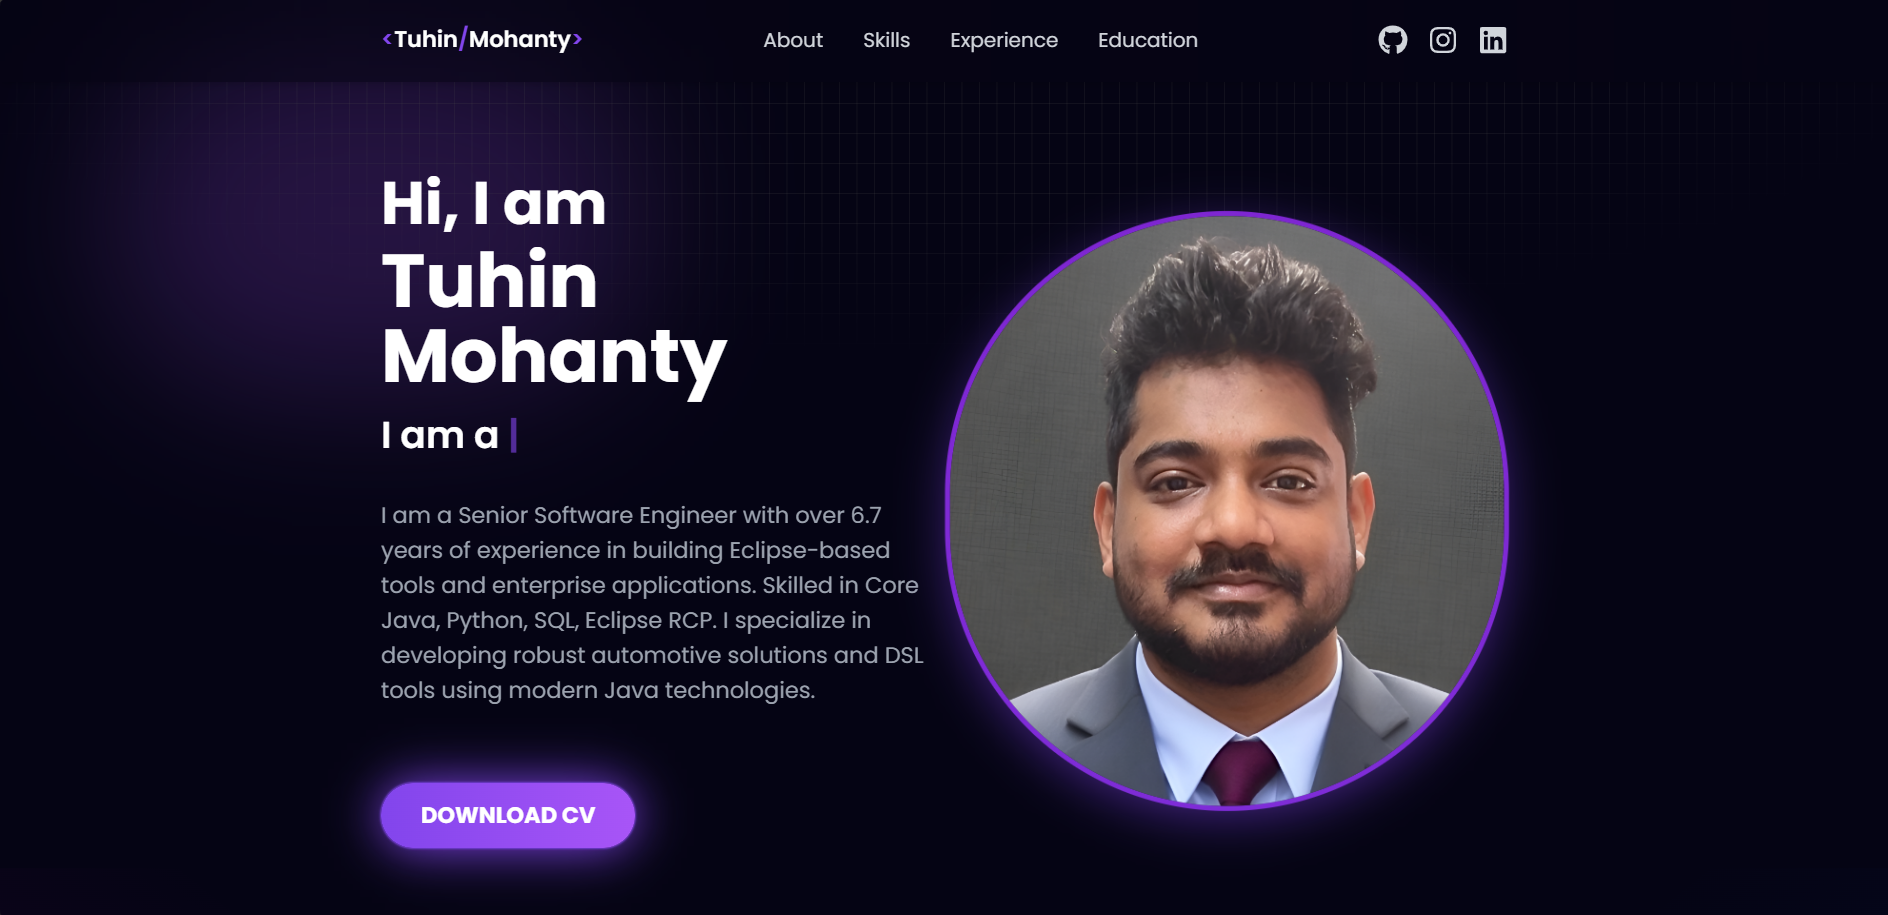 <Tuhin/Mohanty>
About Skills Experience Education
Hi, I am
Tuhin
Mohanty
I am a
I am a Senior Software Engineer with over 6.7
years of experience in building Eclipse-based
tools and enterprise applications. Skilled in Core
Java, Python, SQL, Eclipse RCP. I specialize in
developing robust automotive solutions and DSL
tools using modern Java technologies.
DOWNLOAD CV